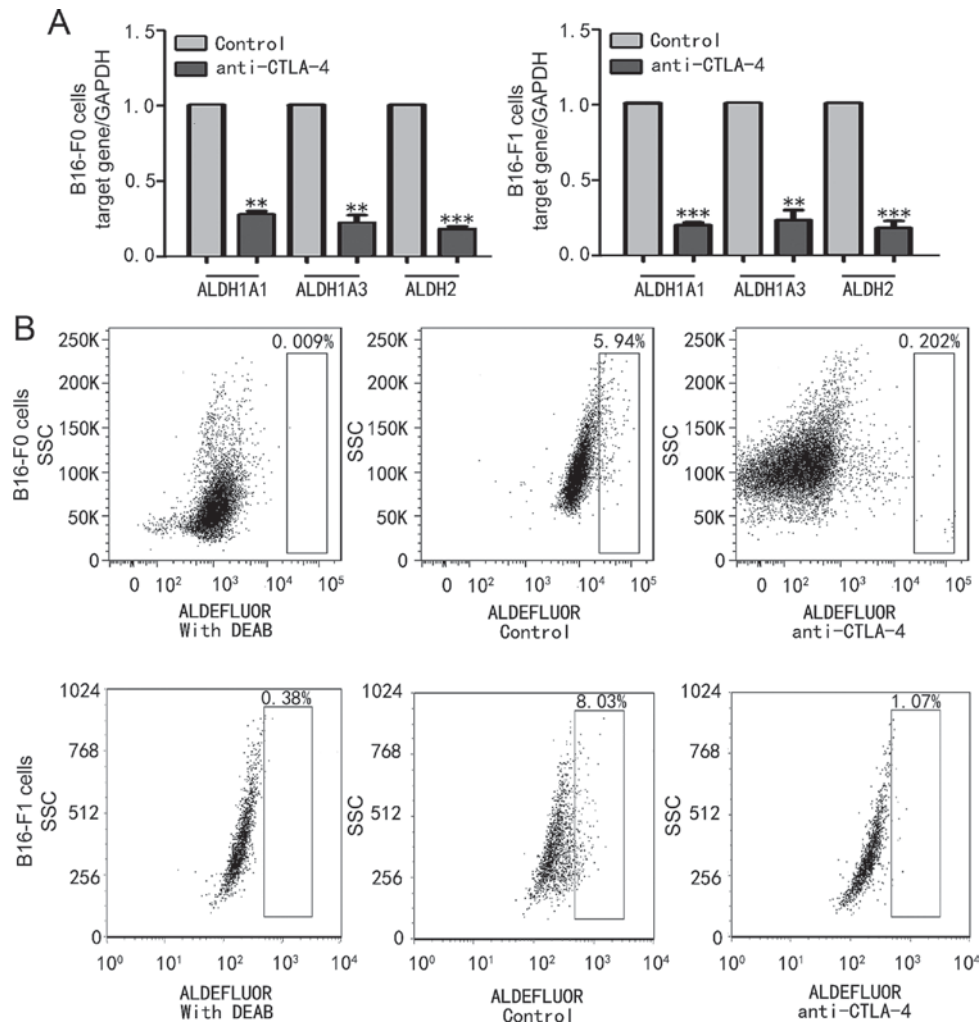 A
B16-F0 cells
target gene/GAPDH
1.5
1.0
0.5
0.0
Control
anti-CTLA-4
**
**
***
ALDH1A1
ALDH1A3
ALDH2
B16-F1 cells
target gene/GAPDH
1.5
1.0
0.5
0.0
Control
anti-CTLA-4
***
**
***
ALDH1A1
ALDH1A3
ALDH2
B
B16-F0 cells
SSC
250K
200K
150K
100K
50K
0
0.009%
0 10² 10³ 10⁴ 10⁵
ALDEFLUOR
With DEAB
SSC
250K
200K
150K
100K
50K
0
5.94%
0 10² 10³ 10⁴ 10⁵
ALDEFLUOR
Control
SSC
250K
200K
150K
100K
50K
0
0.202%
0 10² 10³ 10⁴ 10⁵
ALDEFLUOR
anti-CTLA-4
B16-F1 cells
SSC
1024
768
512
256
0
0.38%
10⁰ 10¹ 10² 10³ 10⁴
ALDEFLUOR
With DEAB
SSC
1024
768
512
256
0
8.03%
10⁰ 10¹ 10² 10³ 10⁴
ALDEFLUOR
Control
SSC
1024
768
512
256
0
1.07%
10⁰ 10¹ 10² 10³ 10⁴
ALDEFLUOR
anti-CTLA-4